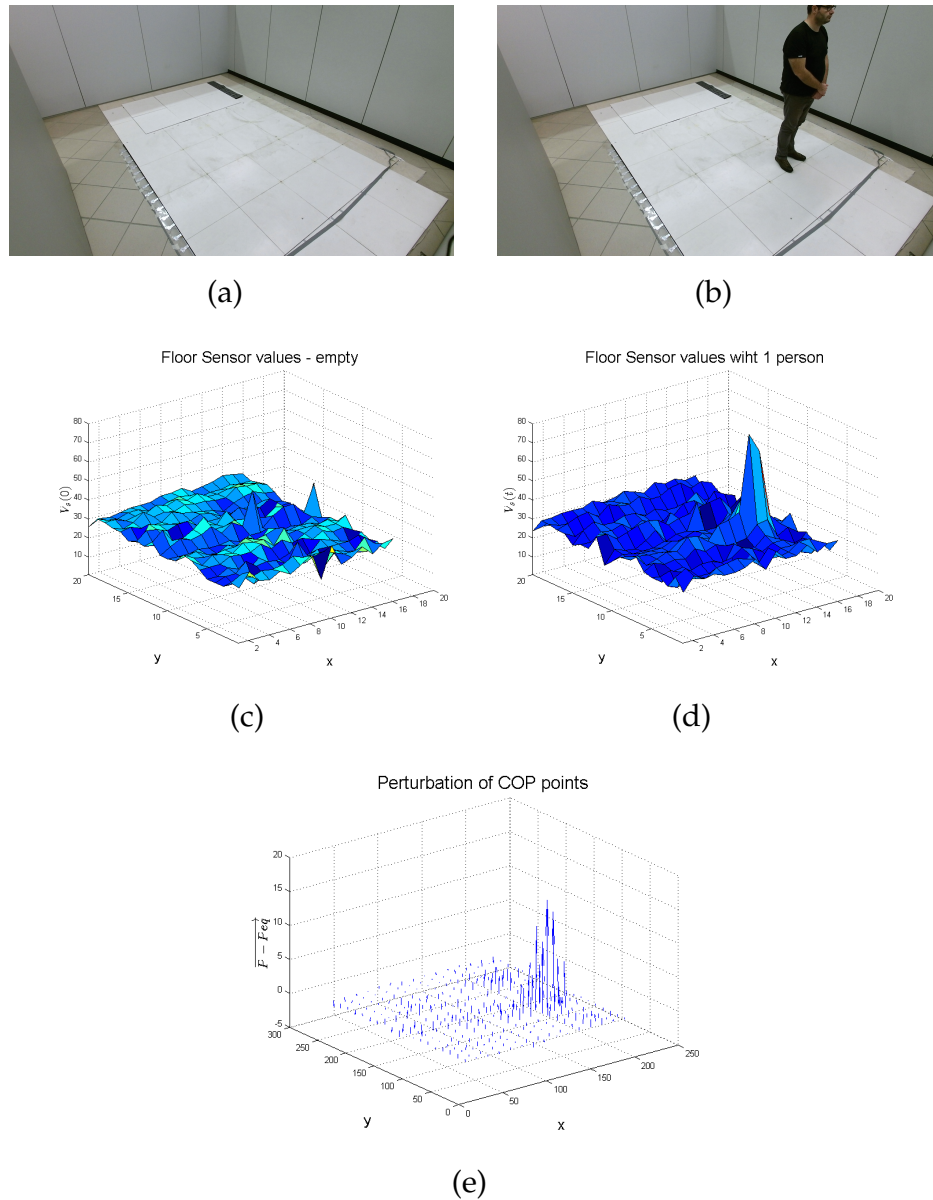 (a)
(b)
Floor Sensor values - empty
80
70
60
50
40
30
20
10
V_s(0)
20
15
10
5
y
2 4 6 8 10 12 14 16 18 20
x
(c)
Floor Sensor values wiht 1 person
80
70
60
50
40
30
20
10
V_s(t)
20
15
10
5
y
2 4 6 8 10 12 14 16 18 20
x
(d)
Perturbation of COP points
20
15
10
5
0
-5
F - Feq
300
250
200
150
100
50
0
y
0 50 100 150 200 250
x
(e)